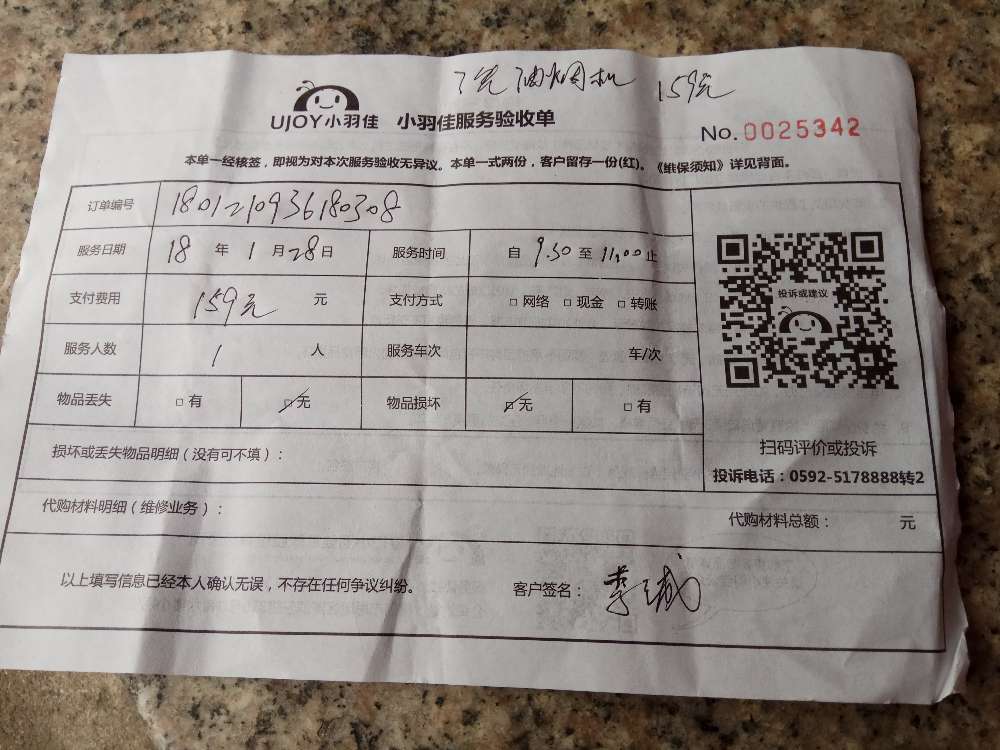 油烟机 159元
UJOY小羽佳 小羽佳服务验收单
No. 0025342
本单一经核签，即视为对本次服务验收无异议。本单一式两份，客户留存一份(红)。《维保须知》详见背面。
订单编号 1801210936180308
服务日期 18 年 1 月 28 日 服务时间 自 9.30 至 11.00 止
支付费用 159元 元 支付方式 □ 网络 □ 现金 □ 转账
服务人数 1 人 服务车次 车/次
物品丢失 □ 有 □ 无 物品损坏 □ 无 □ 有
投诉或建议
扫码评价或投诉
投诉电话：0592-5178888转2
损坏或丢失物品明细（没有可不填）：
代购材料明细（维修业务）： 代购材料总额： 元
以上填写信息已经本人确认无误，不存在任何争议纠纷。 客户签名：